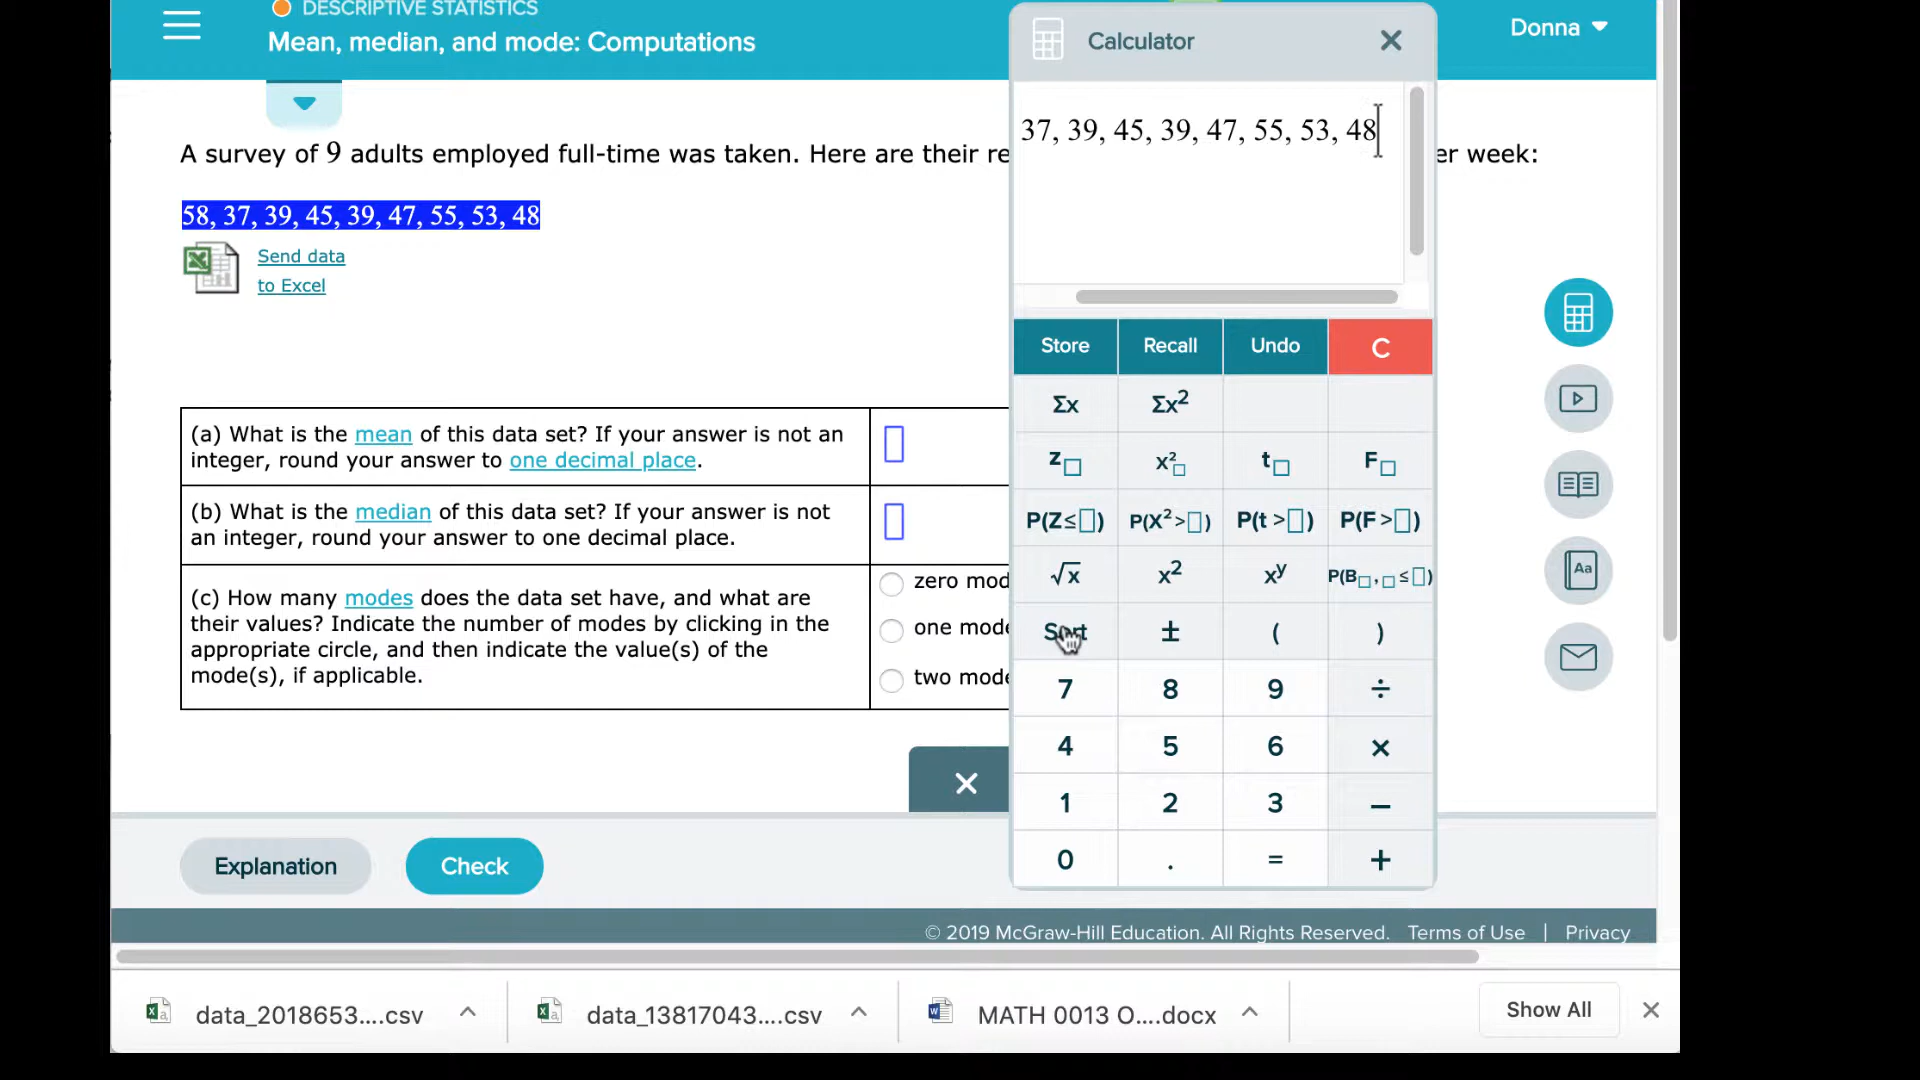 DESCRIPTIVE STATISTICS
Mean, median, and mode: Computations
Donna
Calculator
37, 39, 45, 39, 47, 55, 53, 48
A survey of 9 adults employed full-time was taken. Here are their re
er week:
58, 37, 39, 45, 39, 47, 55, 53, 48
Send data
to Excel
(a) What is the mean of this data set? If your answer is not an
integer, round your answer to one decimal place.
(b) What is the median of this data set? If your answer is not
an integer, round your answer to one decimal place.
(c) How many modes does the data set have, and what are
their values? Indicate the number of modes by clicking in the
appropriate circle, and then indicate the value(s) of the
mode(s), if applicable.
zero mod
one mode
two mode
Store Recall Undo C
Σx Σx²
z□ x²□ t□ F□
P(Z≤□) P(X²>□) P(t >□) P(F >□)
√x x² xʸ P(B□,□≤□)
± ( )
7 8 9 ÷
4 5 6 ×
1 2 3 –
0 . = +
Explanation
Check
© 2019 McGraw-Hill Education. All Rights Reserved. Terms of Use | Privacy
data_2018653....csv
data_13817043....csv
MATH 0013 O....docx
Show All
Aa